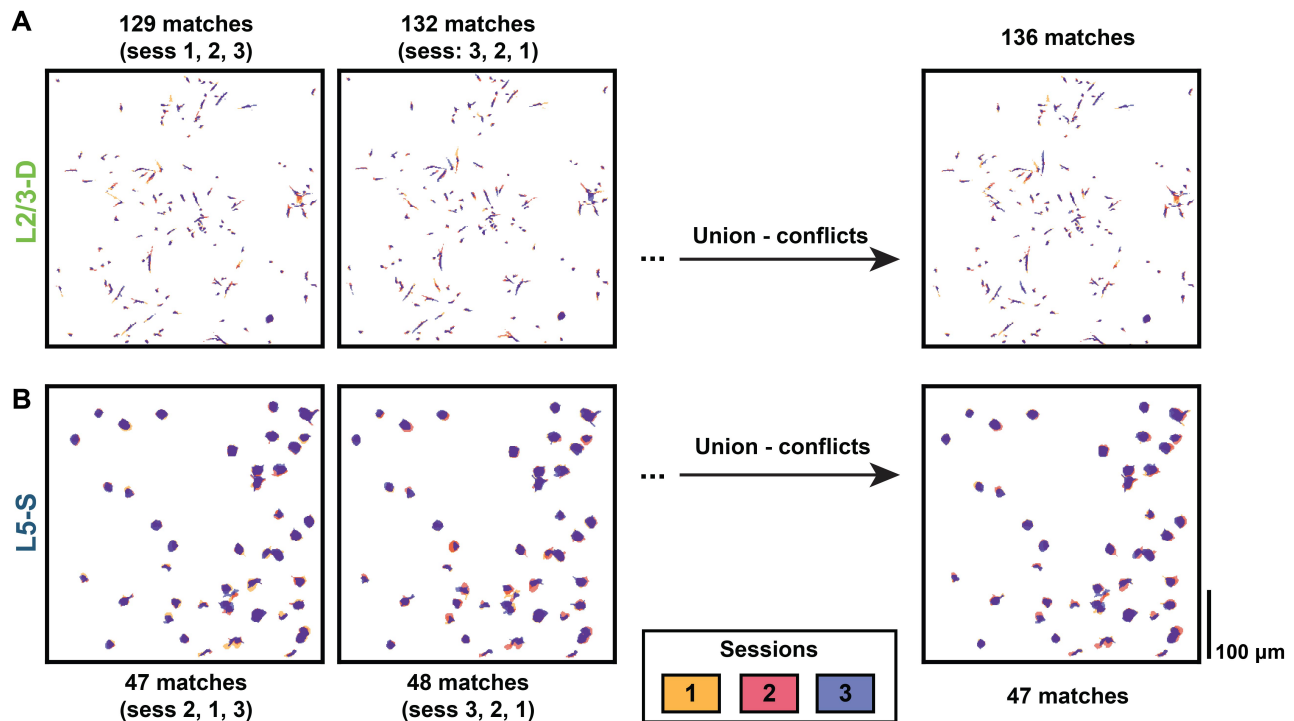 A
129 matches
(sess 1, 2, 3)
132 matches
(sess: 3, 2, 1)
136 matches
L2/3-D
...
Union - conflicts
B
L5-S
...
Union - conflicts
47 matches
(sess 2, 1, 3)
48 matches
(sess 3, 2, 1)
Sessions
1 2 3
100 µm
47 matches